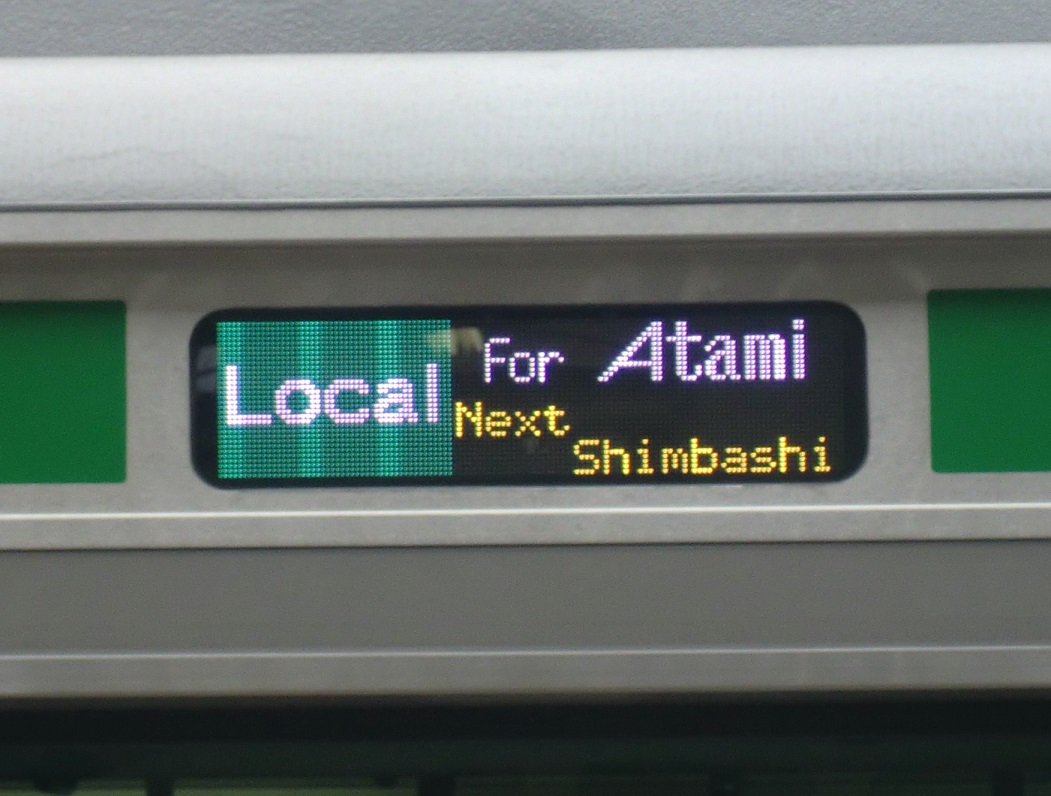 Local
For Atami
Next
Shimbashi